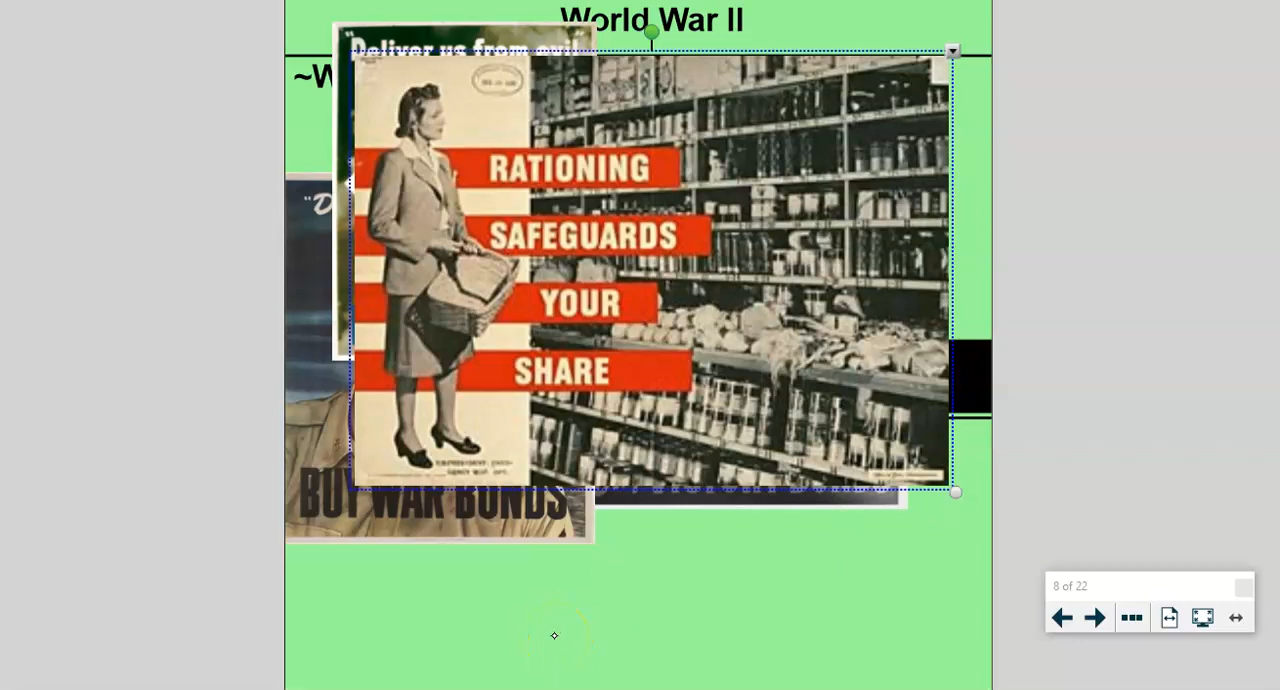 World War II
"Deliver us from evil"
~W
RATIONING
SAFEGUARDS
YOUR
SHARE
"D
BUY WAR BONDS
8 of 22